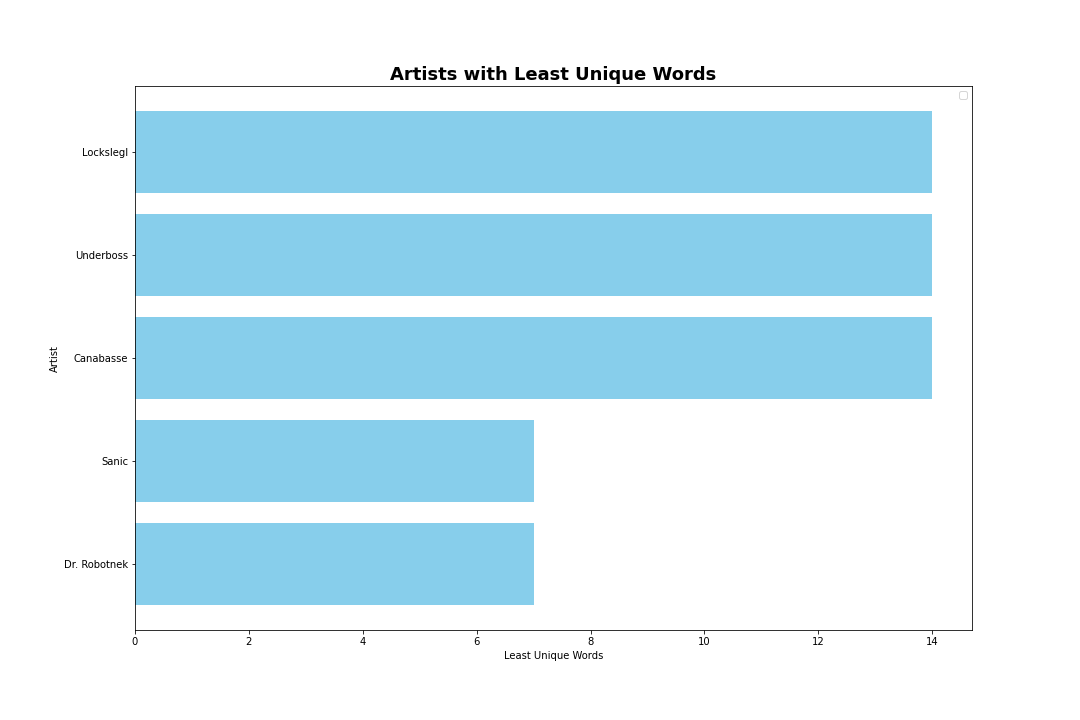 Artists with Least Unique Words
Artist
Lockslegl
Underboss
Canabasse
Sanic
Dr. Robotnek
0 2 4 6 8 10 12 14
Least Unique Words